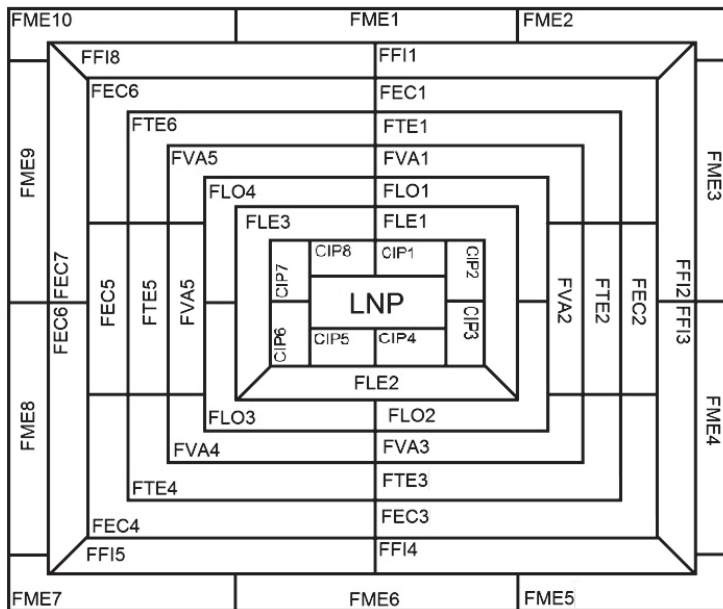 FME10
FME1
FME2
FFI8
FFI1
FEC6
FEC1
FTE6
FTE1
FVA5
FVA1
FLO4
FLO1
FLE3
FLE1
FME9
FME3
CIP8
CIP1
CIP7
CIP2
FEC7
FEC5
FTE5
FVA5
LNP
FVA2
FTE2
FEC2
FFI2
FEC6
FFI3
CIP6
CIP5
CIP4
CIP3
FLE2
FLO3
FLO2
FME8
FME4
FVA4
FVA3
FTE4
FTE3
FEC4
FEC3
FFI5
FFI4
FME7
FME6
FME5